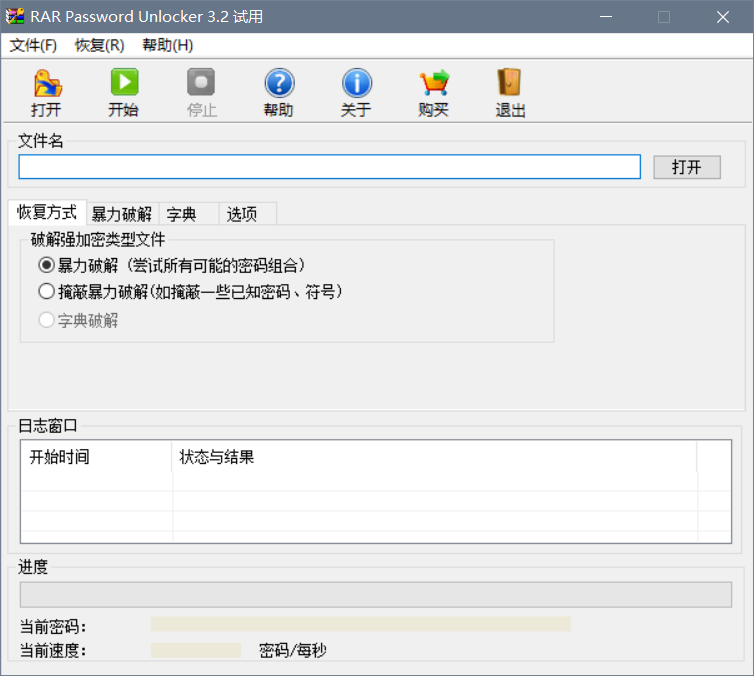 RAR Password Unlocker 3.2 试用
文件(F) 恢复(R) 帮助(H)
打开 开始 停止 帮助 关于 购买 退出
文件名
打开
恢复方式 暴力破解 字典 选项
破解强加密类型文件
暴力破解（尝试所有可能的密码组合）
掩蔽暴力破解(如掩蔽一些已知密码、符号)
字典破解
日志窗口
开始时间 状态与结果
进度
当前密码:
当前速度: 密码/每秒